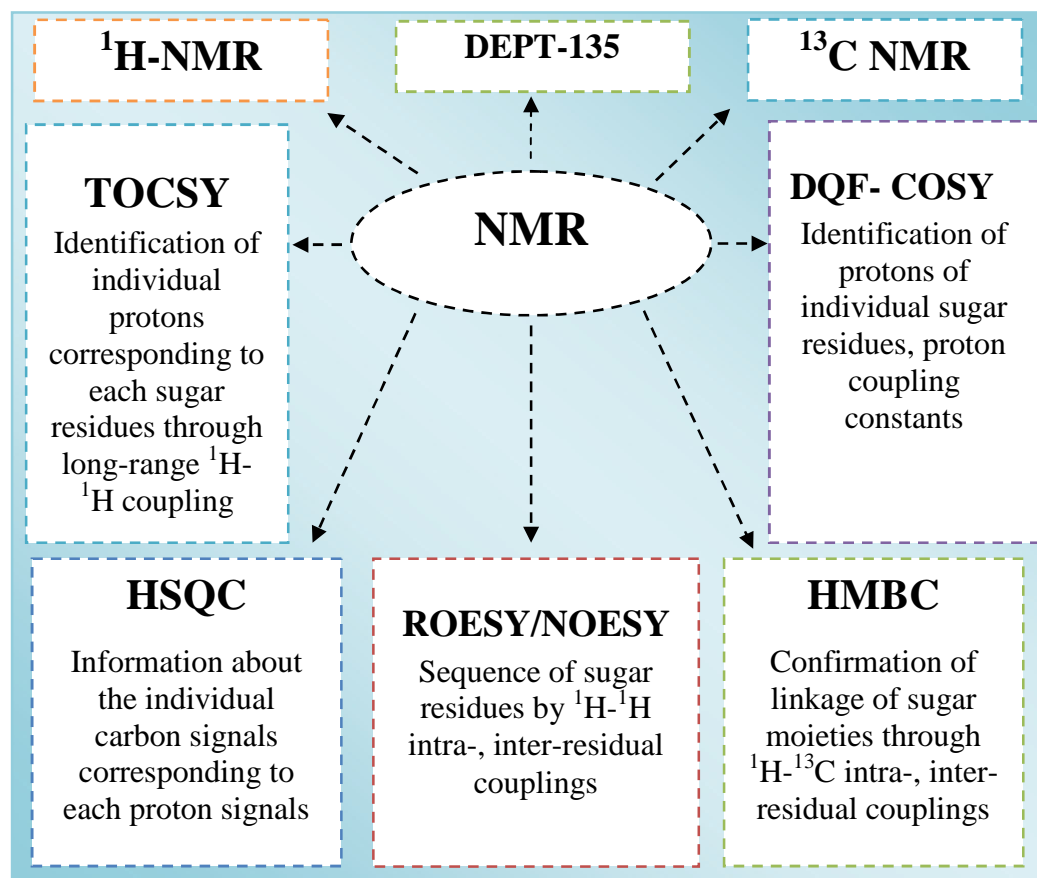 ¹H-NMR
DEPT-135
¹³C NMR
NMR
TOCSY
Identification of
individual
protons
corresponding to
each sugar
residues through
long-range ¹H-
¹H coupling
DQF- COSY
Identification of
protons of
individual sugar
residues, proton
coupling
constants
HSQC
Information about
the individual
carbon signals
corresponding to
each proton signals
ROESY/NOESY
Sequence of sugar
residues by ¹H-¹H
intra-, inter-residual
couplings
HMBC
Confirmation of
linkage of sugar
moieties through
¹H-¹³C intra-, inter-
residual couplings